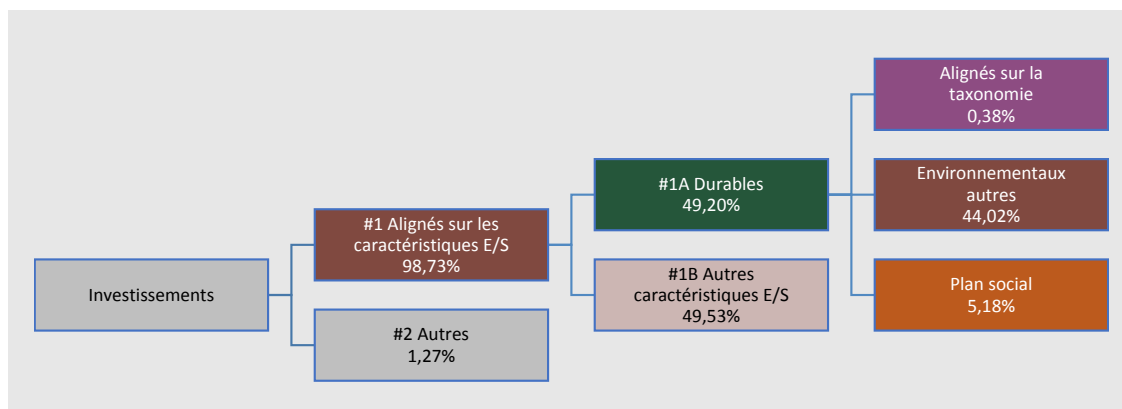 Investissements
#1 Alignés sur les
caractéristiques E/S
98,73%
#2 Autres
1,27%
#1A Durables
49,20%
#1B Autres
caractéristiques E/S
49,53%
Alignés sur la
taxonomie
0,38%
Environnementaux
autres
44,02%
Plan social
5,18%